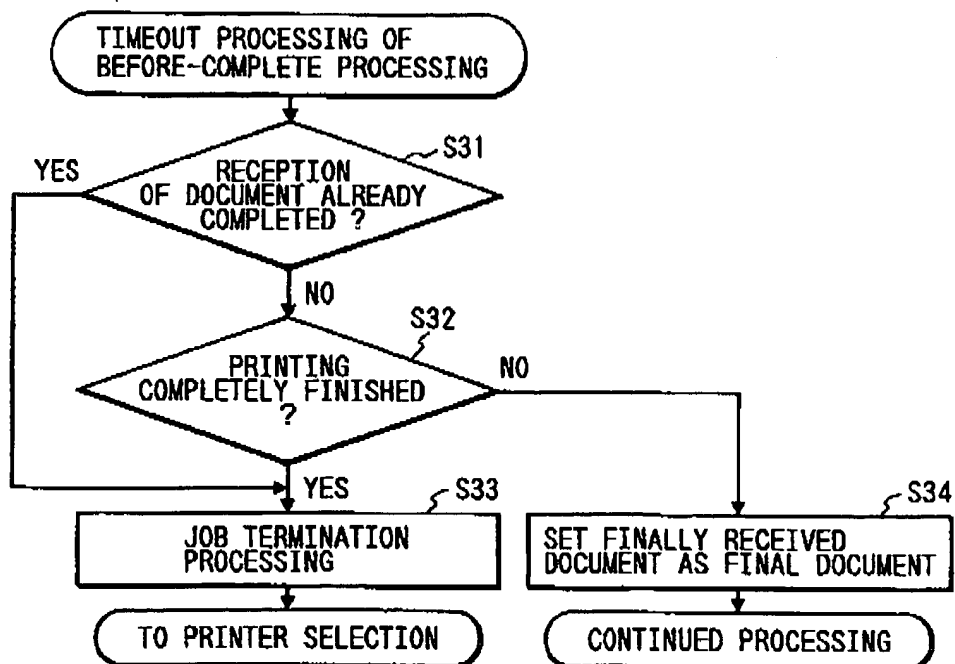 TIMEOUT PROCESSING OF
BEFORE-COMPLETE PROCESSING
S31
YES
RECEPTION
OF DOCUMENT ALREADY
COMPLETED ?
NO
S32
PRINTING
COMPLETELY FINISHED
?
NO
YES
S33
JOB TERMINATION
PROCESSING
S34
SET FINALLY RECEIVED
DOCUMENT AS FINAL DOCUMENT
TO PRINTER SELECTION
CONTINUED PROCESSING